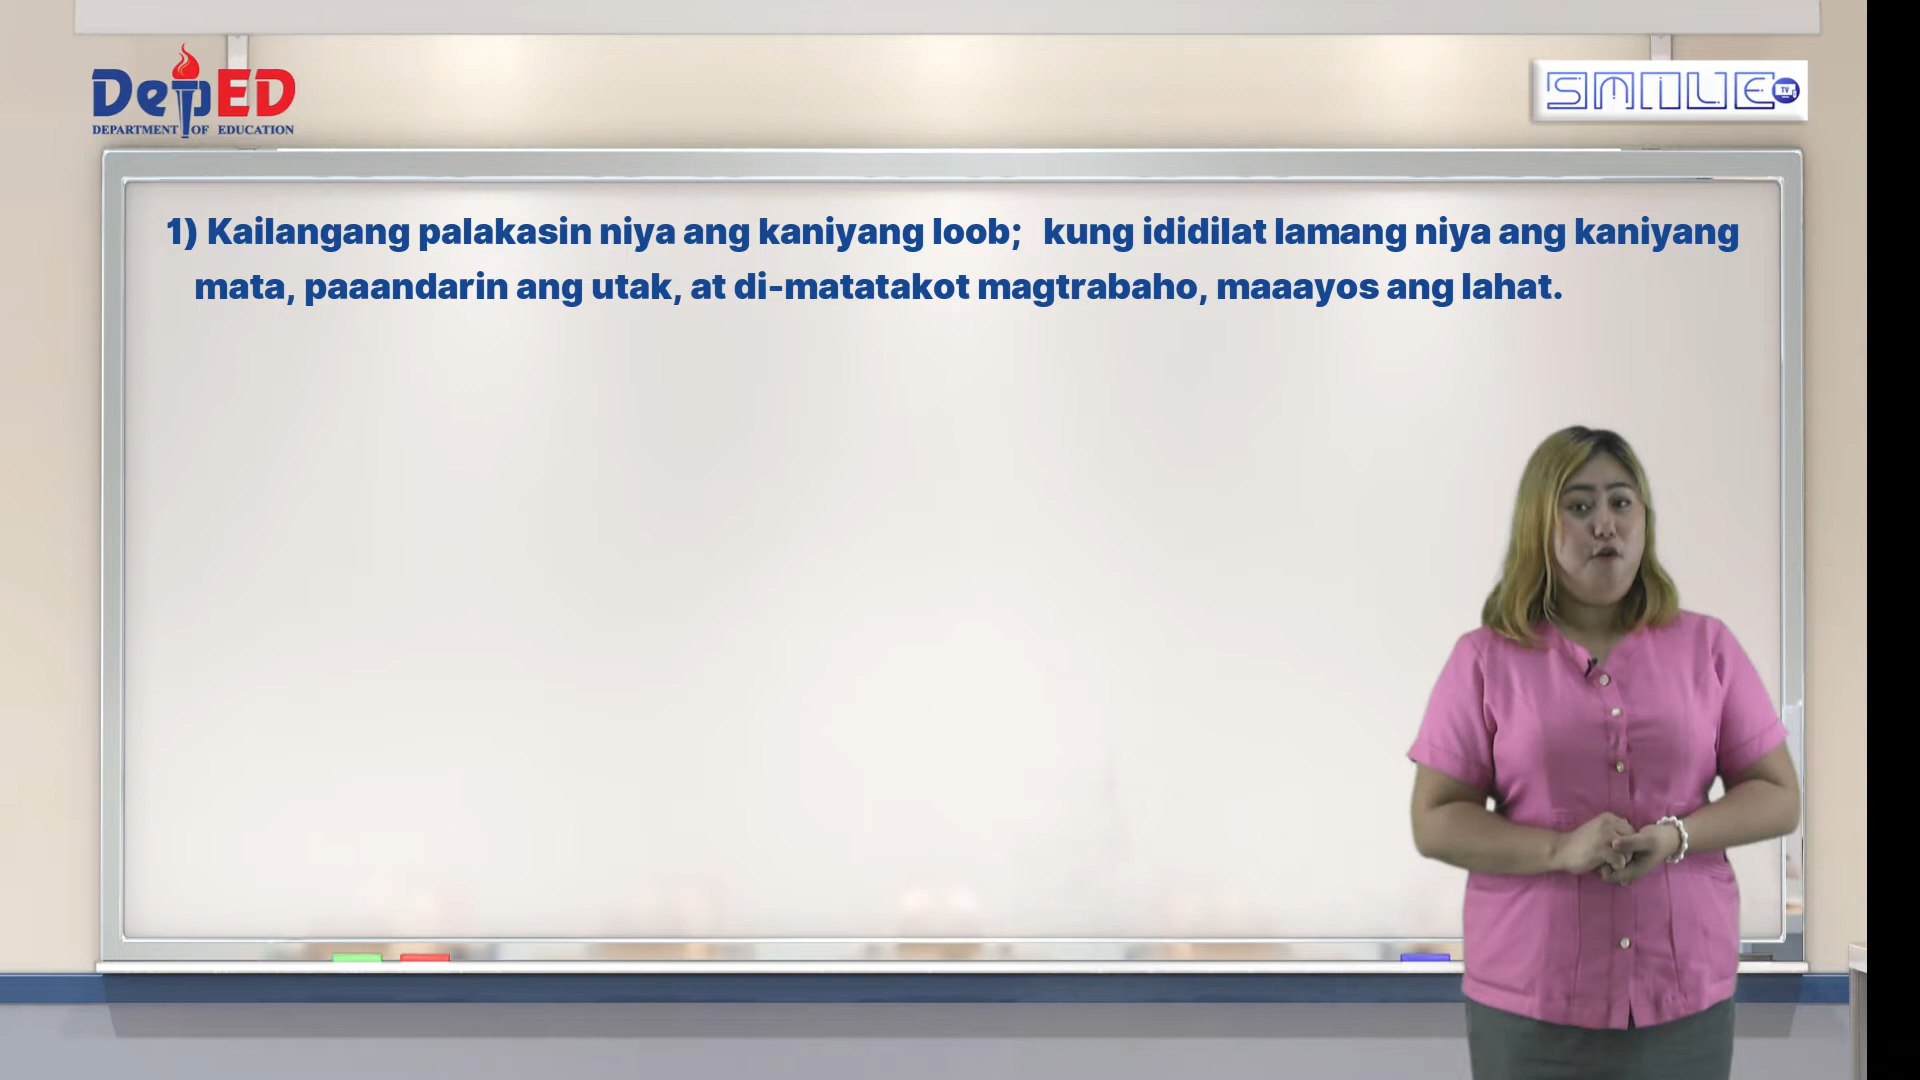 DepED
DEPARTMENT OF EDUCATION
SMILE TV
1) Kailangang palakasin niya ang kaniyang loob; kung ididilat lamang niya ang kaniyang
mata, paaandarin ang utak, at di-matatakot magtrabaho, maaayos ang lahat.